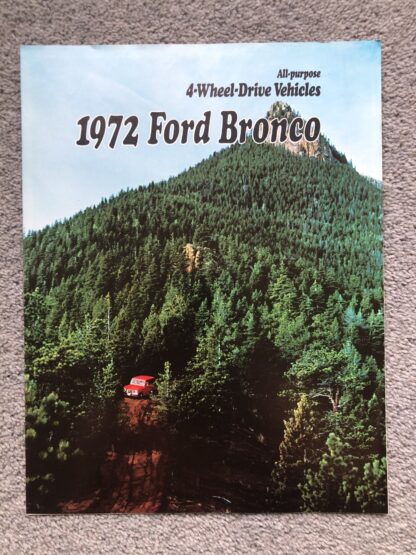 All-purpose
4·Wheel·Drive Vehicles
1972 Ford Bronco